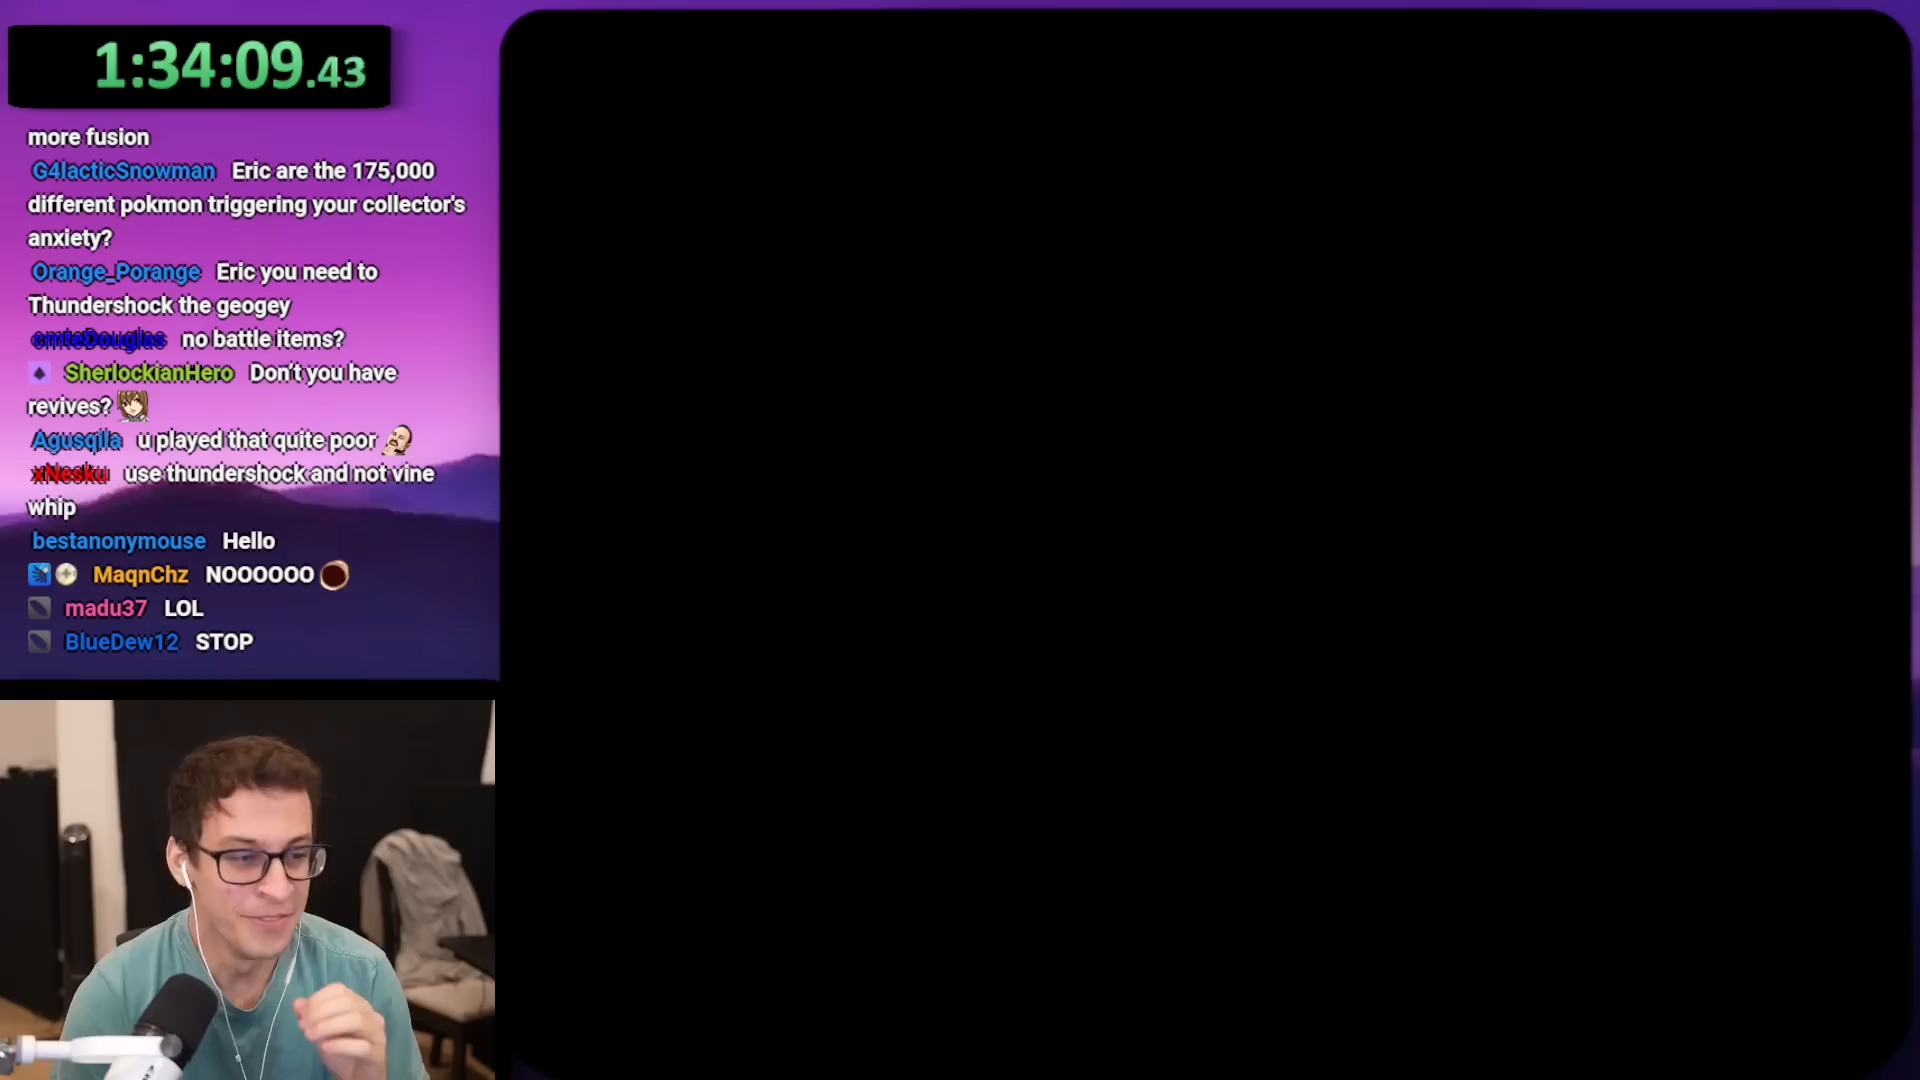 1:34:09.43
more fusion
G4lacticSnowman Eric are the 175,000
different pokmon triggering your collector's
anxiety?
Orange_Porange Eric you need to
Thundershock the geogey
cmteDouglas no battle items?
SherlockianHero Don't you have
revives?
Agusqila u played that quite poor
xNesku use thundershock and not vine
whip
bestanonymouse Hello
MaqnChz NOOOOOO
madu37 LOL
BlueDew12 STOP